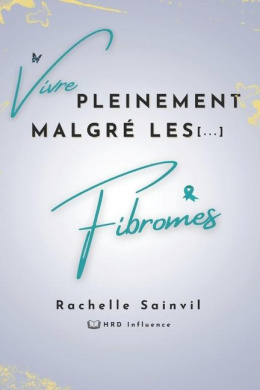 Vivre
PLEINEMENT
MALGRÉ LES[...]
Fibromes
Rachelle Sainvil
HRD Influence